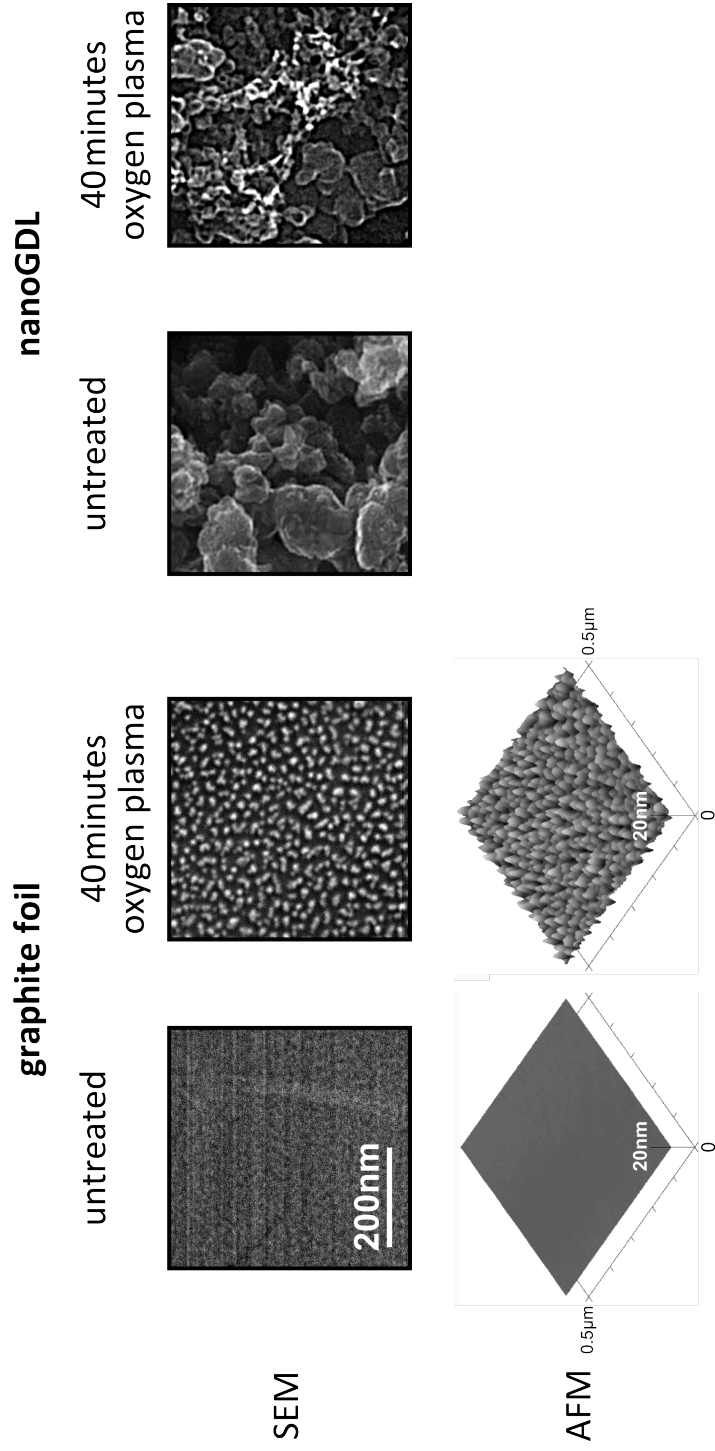 graphite foil
nanoGDL
untreated
40minutes
oxygen plasma
untreated
40minutes
oxygen plasma
SEM
200nm
AFM
0.5µm
20nm
0
20nm
0
0.5µm